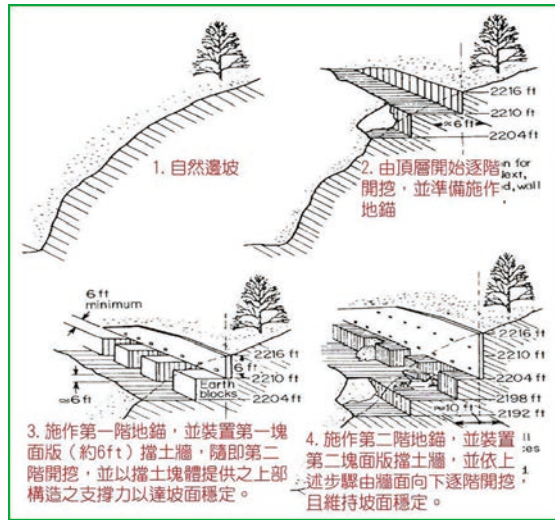 1. 自然邊坡
2216 ft
2210 ft
≈6 ft
2204 ft
2. 由頂層開始逐階
開挖，並準備施作
地錨
n for
ext,
d, wall
6 ft
minimum
2216 ft
6 ft
2210 ft
Earth
blocks
2204 ft
≈6 ft
3. 施作第一階地錨，並裝置第一塊
面版（約6ft）擋土牆，隨即第二
階開挖，並以擋土塊體提供之上部
構造之支撐力以達坡面穩定。
2216 ft
2210 ft
2204 ft
2198 ft
≈10 ft
2192 ft
4. 施作第二階地錨，並裝置
第二塊面版擋土牆，並依上
述步驟由牆面向下逐階開挖，
且維持坡面穩定。
ll
ces